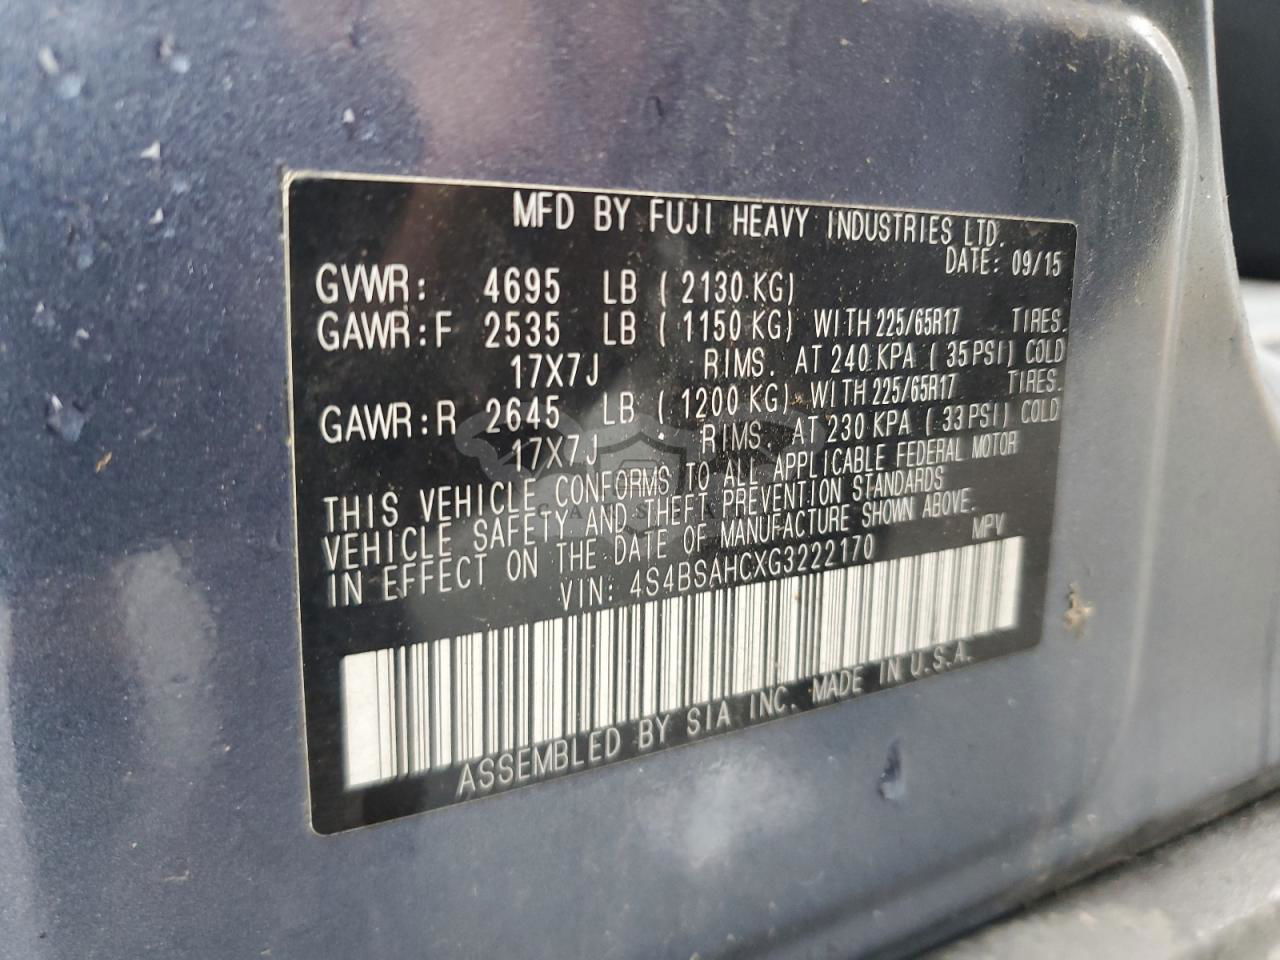 MFD BY FUJI HEAVY INDUSTRIES LTD.
DATE: 09/15
GVWR: 4695 LB (2130 KG)
GAWR:F 2535 LB (1150 KG) WITH 225/65R17 TIRES.
17X7J RIMS. AT 240 KPA (35PSI) COLD
GAWR:R 2645 LB (1200 KG) WITH 225/65R17 TIRES.
17X7J RIMS. AT 230 KPA (33PSI) COLD
THIS VEHICLE CONFORMS TO ALL APPLICABLE FEDERAL MOTOR
VEHICLE SAFETY AND THEFT PREVENTION STANDARDS
IN EFFECT ON THE DATE OF MANUFACTURE SHOWN ABOVE.
VIN: 4S4BSAHCXG3222170 MPV
ASSEMBLED BY SIA INC. MADE IN U.S.A.